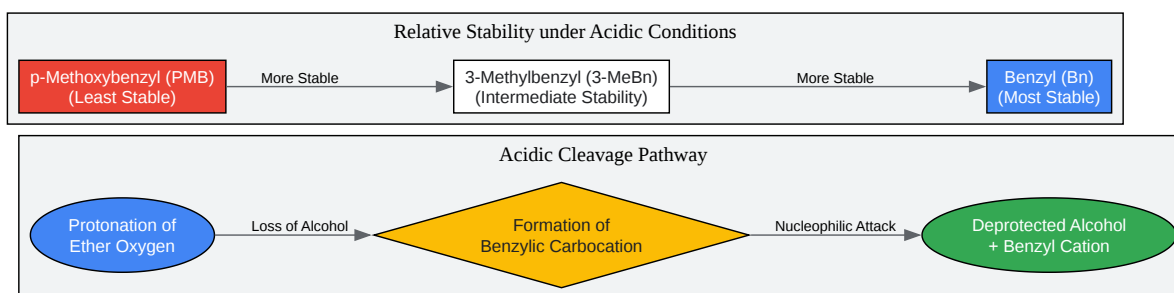 Relative Stability under Acidic Conditions
p-Methoxybenzyl (PMB)
(Least Stable)
More Stable
3-Methylbenzyl (3-MeBn)
(Intermediate Stability)
More Stable
Benzyl (Bn)
(Most Stable)
Acidic Cleavage Pathway
Protonation of
Ether Oxygen
Loss of Alcohol
Formation of
Benzylic Carbocation
Nucleophilic Attack
Deprotected Alcohol
+ Benzyl Cation